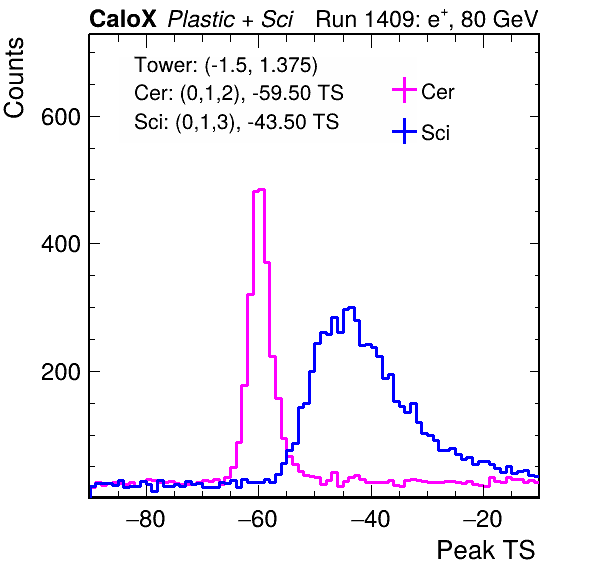 CaloX Plastic + Sci Run 1409: e+, 80 GeV
Counts
Tower: (-1.5, 1.375)
Cer: (0,1,2), -59.50 TS
Sci: (0,1,3), -43.50 TS
Cer
Sci
600
400
200
−80 −60 −40 −20
Peak TS